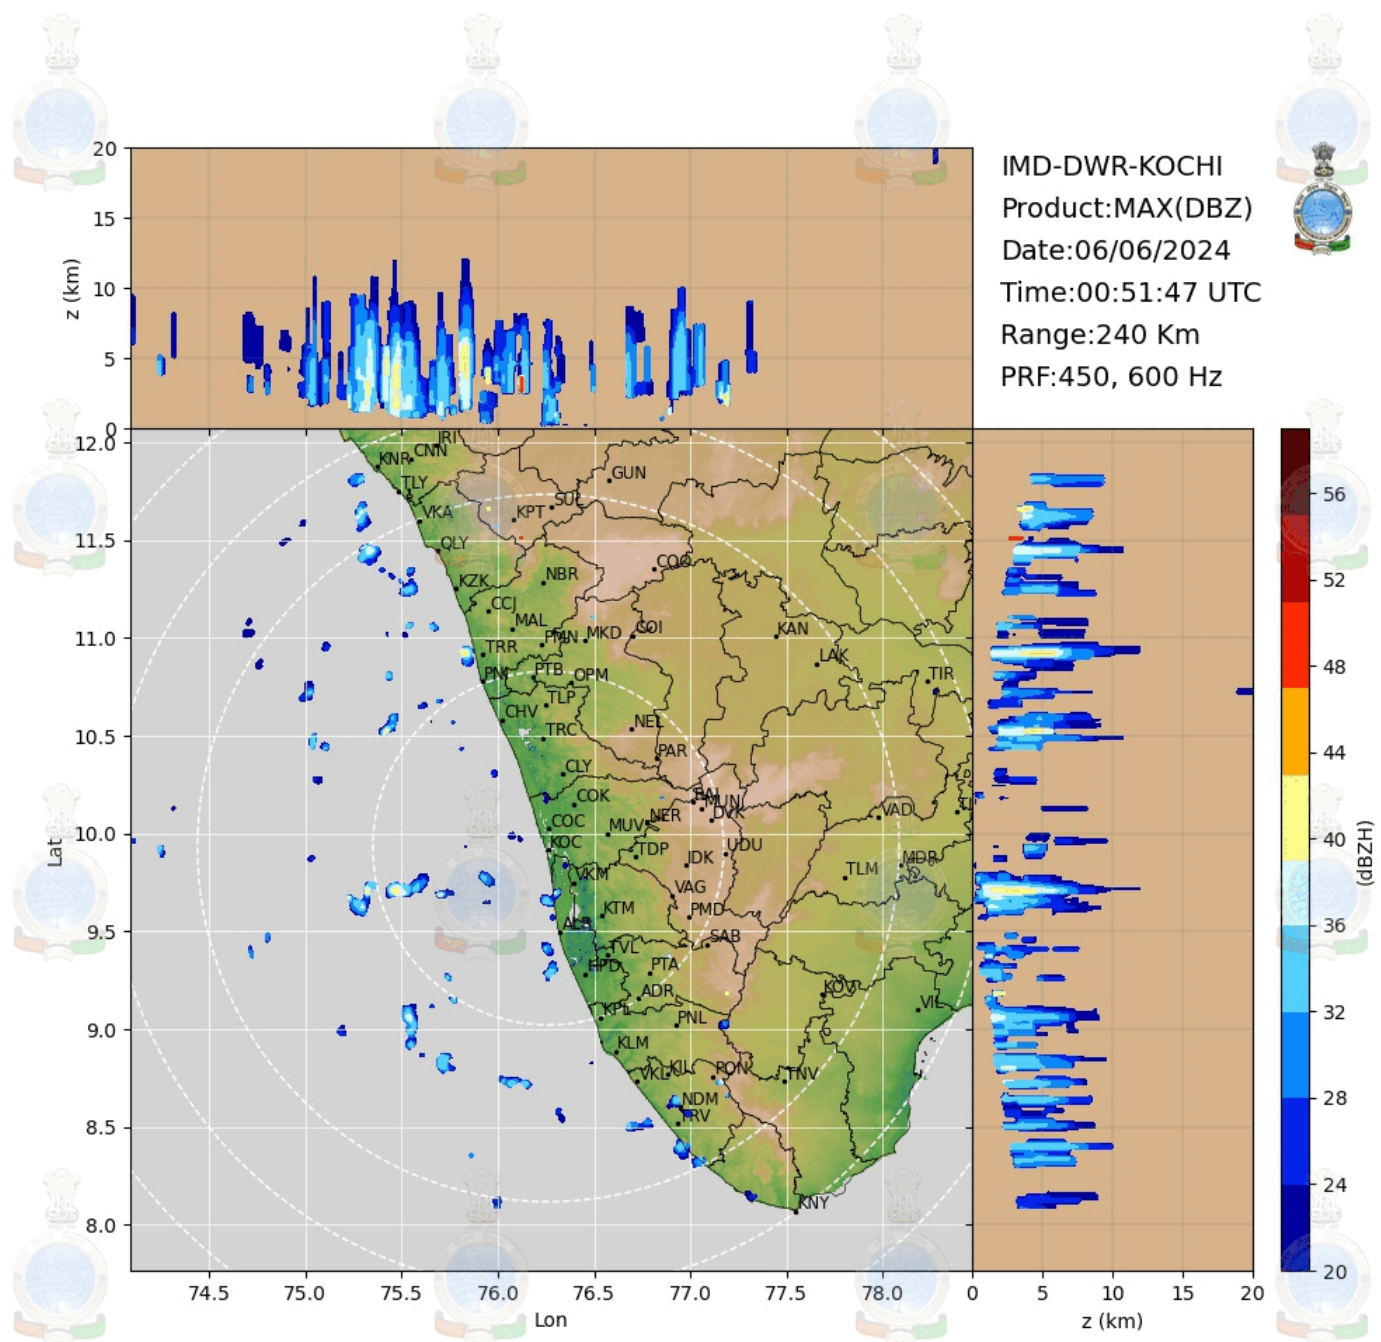 IMD-DWR-KOCHI
Product:MAX(DBZ)
Date:06/06/2024
Time:00:51:47 UTC
Range:240 Km
PRF:450, 600 Hz
20
15
10
5
0
z (km)
12.0
11.5
11.0
10.5
10.0
9.5
9.0
8.5
8.0
Lat
JRI
CNN
KNR
GUN
TLY
SUL
VKA
KPT
QLY
COO
NBR
KZK
CCJ
MAL
MKD
COI
KAN
PMN
TRR
LAK
PTB
OPM
TIR
PNI
TLP
CHV
NEL
TRC
PAR
CLY
COK
MUN
VAD
COC
NER
DVK
MUV
KOC
TDP
UDU
IDK
MDR
VKM
TLM
VAG
KTM
PMD
ALB
SAB
TVL
HPD
PTA
ADR
KOV
KPL
PNL
VIL
KLM
VKL
KIL
PON
TNV
NDM
TRV
KNY
74.5
75.0
75.5
76.0
76.5
77.0
77.5
78.0
Lon
0
5
10
15
20
z (km)
56
52
48
44
40
36
32
28
24
20
(dBZH)